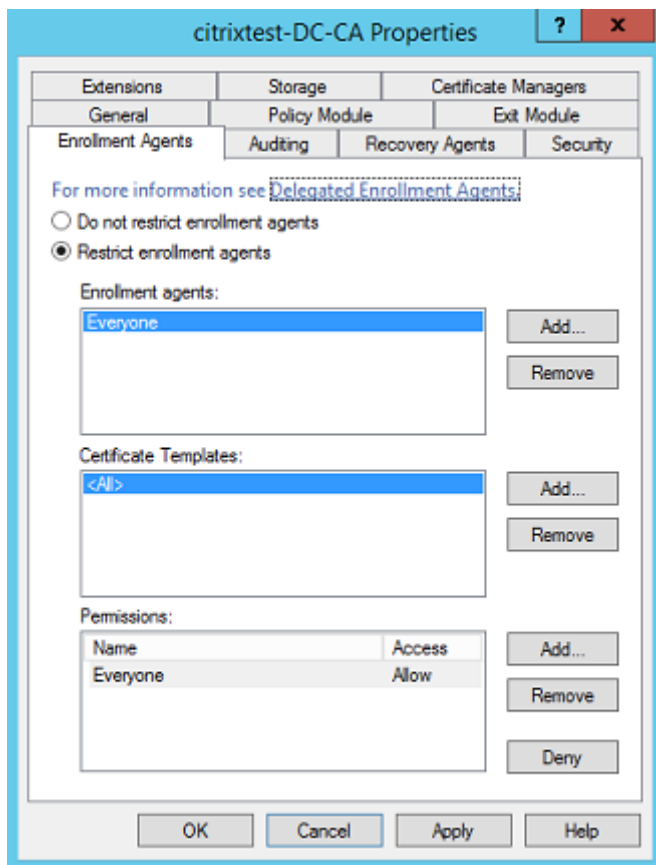 citrixtest-DC-CA Properties
? x
Extensions Storage Certificate Managers
General Policy Module Exit Module
Enrollment Agents Auditing Recovery Agents Security
For more information see Delegated Enrollment Agents.
Do not restrict enrollment agents
Restrict enrollment agents
Enrollment agents:
Everyone
Add...
Remove
Certificate Templates:
<All>
Add...
Remove
Permissions:
Name Access
Everyone Allow
Add...
Remove
Deny
OK Cancel Apply Help